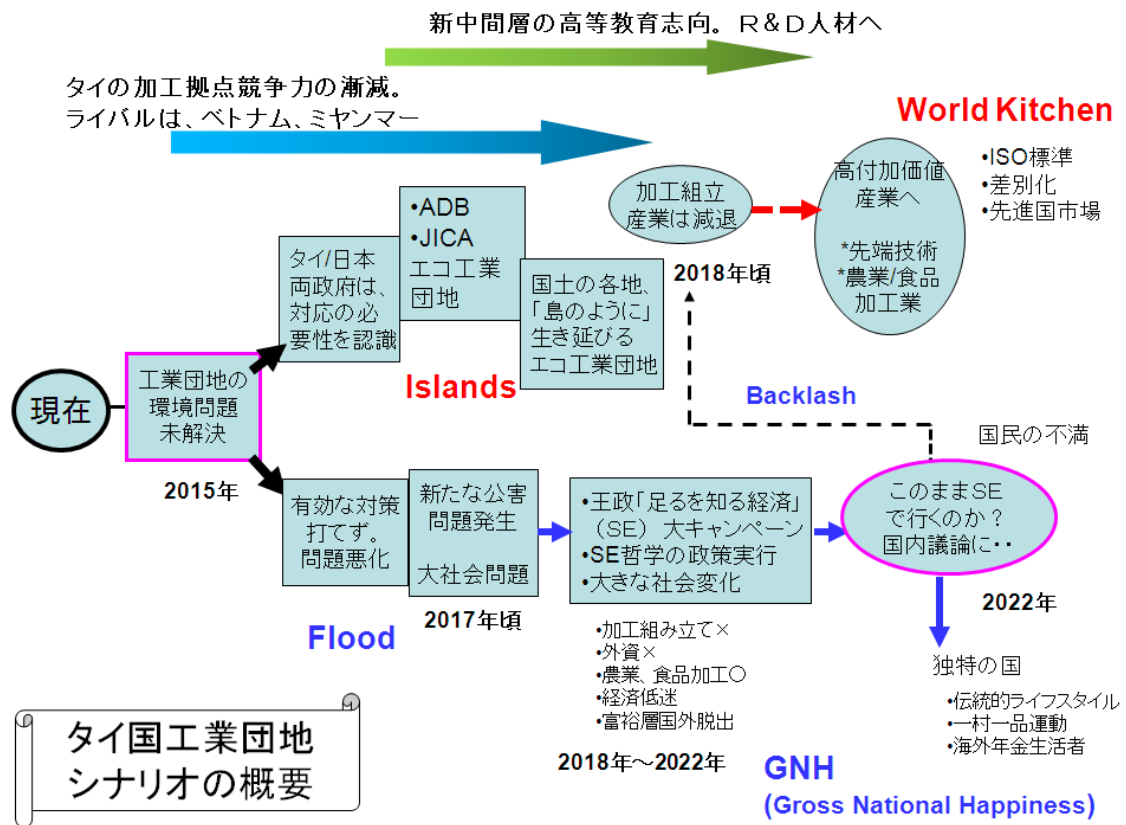 新中間層の高等教育志向。R&D人材へ
タイの加工拠点競争力の漸減。
ライバルは、ベトナム、ミヤンマー
World Kitchen
•ISO標準
•差別化
•先進国市場
高付加価値
産業へ
*先端技術
*農業/食品
加工業
加工組立
産業は減退
2018年頃
•ADB
•JICA
エコ工業
団地
タイ/日本
両政府は、
対応の必
要性を認識
国土の各地、
「島のように」
生き延びる
エコ工業団地
Islands
現在
工業団地の
環境問題
未解決
2015年
Backlash
国民の不満
有効な対策
打てず。
問題悪化
新たな公害
問題発生
大社会問題
2017年頃
Flood
•王政「足るを知る経済」
(SE) 大キャンペーン
•SE哲学の政策実行
•大きな社会変化
•加工組み立て×
•外資×
•農業、食品加工〇
•経済低迷
•富裕層国外脱出
2018年～2022年
このままSE
で行くのか？
国内議論に・・
2022年
独特の国
•伝統的ライフスタイル
•一村一品運動
•海外年金生活者
GNH
(Gross National Happiness)
タイ国工業団地
シナリオの概要